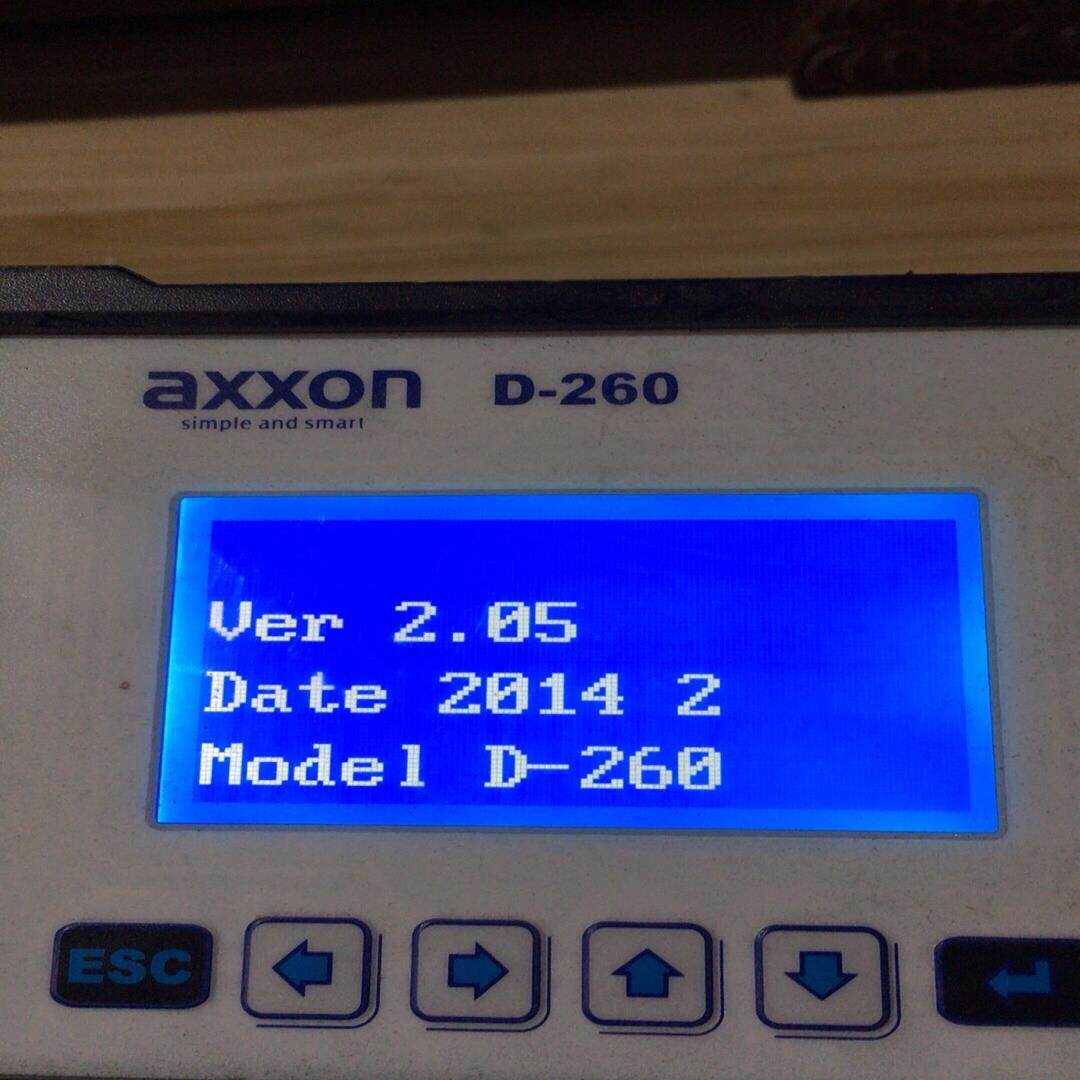 axxon D-260
simple and smart
Ver 2.05
Date 2014 2
Model D-260
ESC